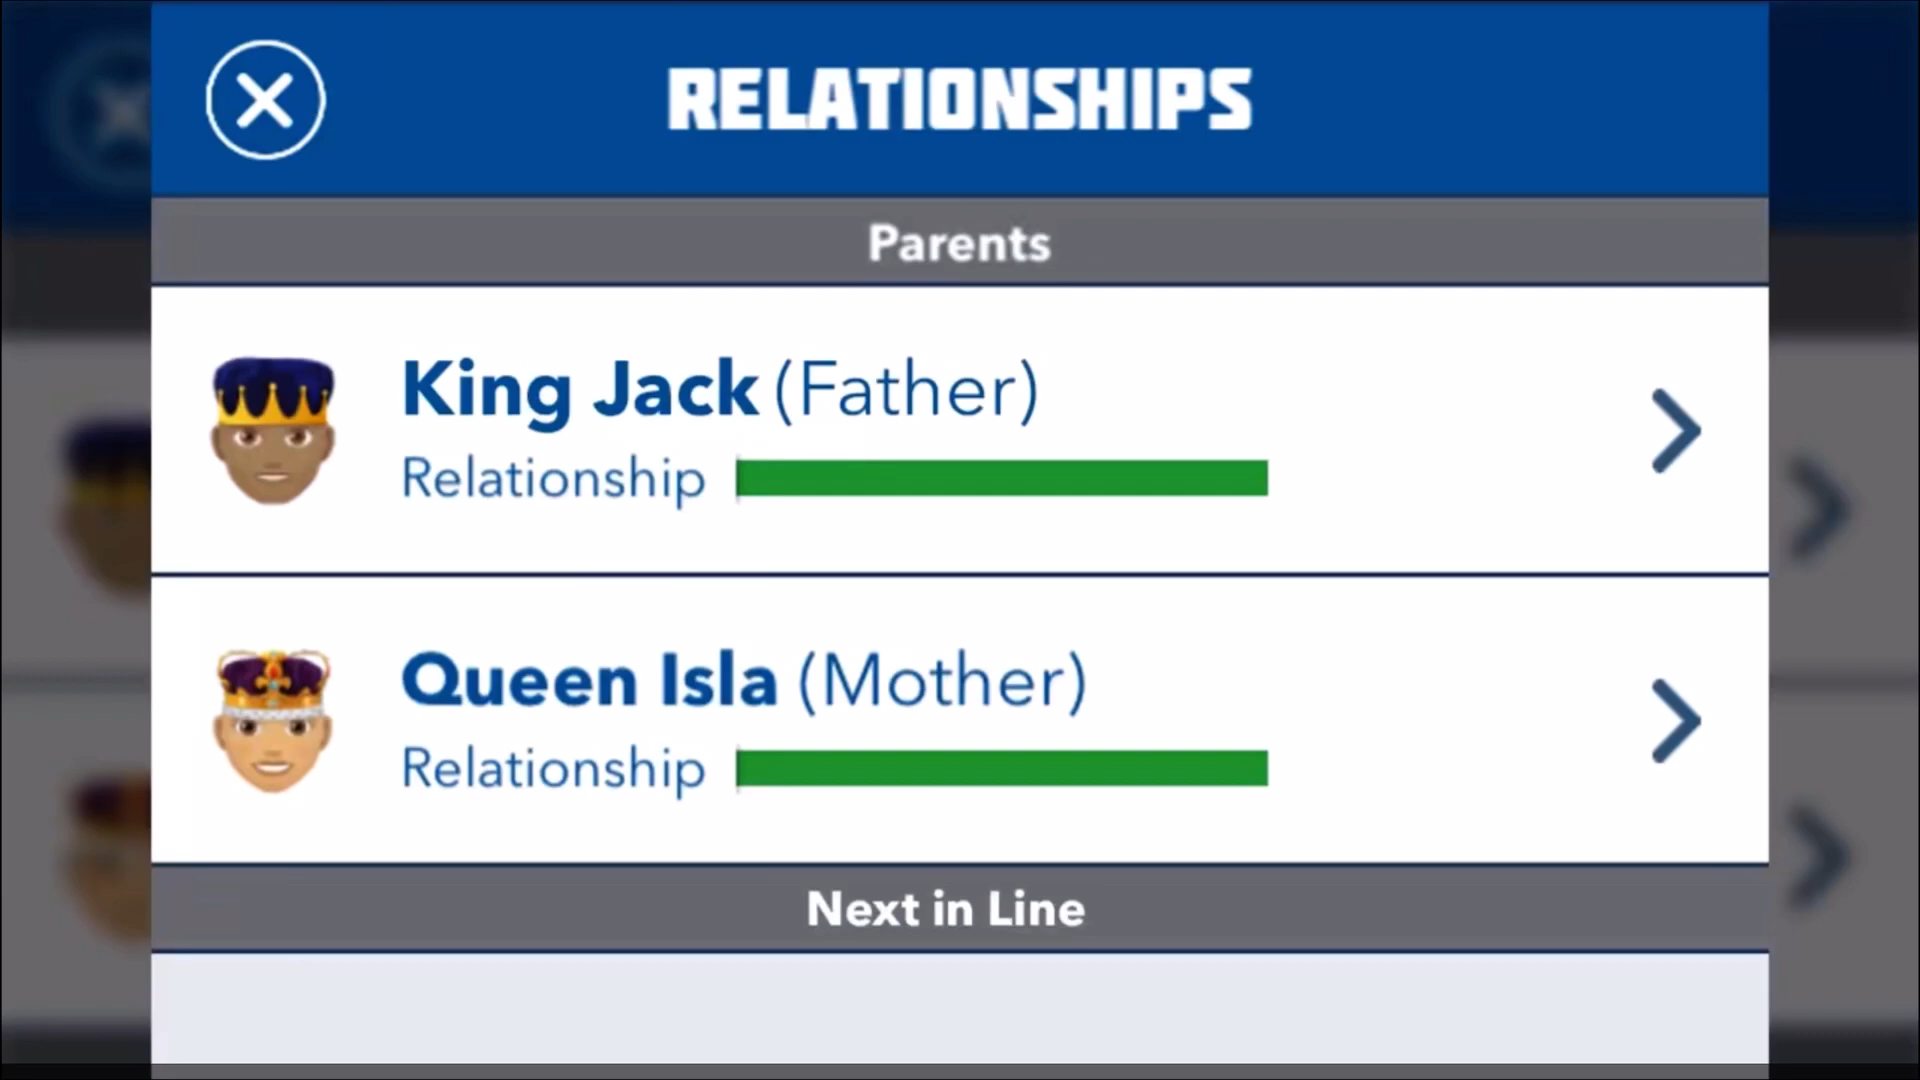 RELATIONSHIPS
Parents
King Jack (Father)
Relationship
Queen Isla (Mother)
Relationship
Next in Line